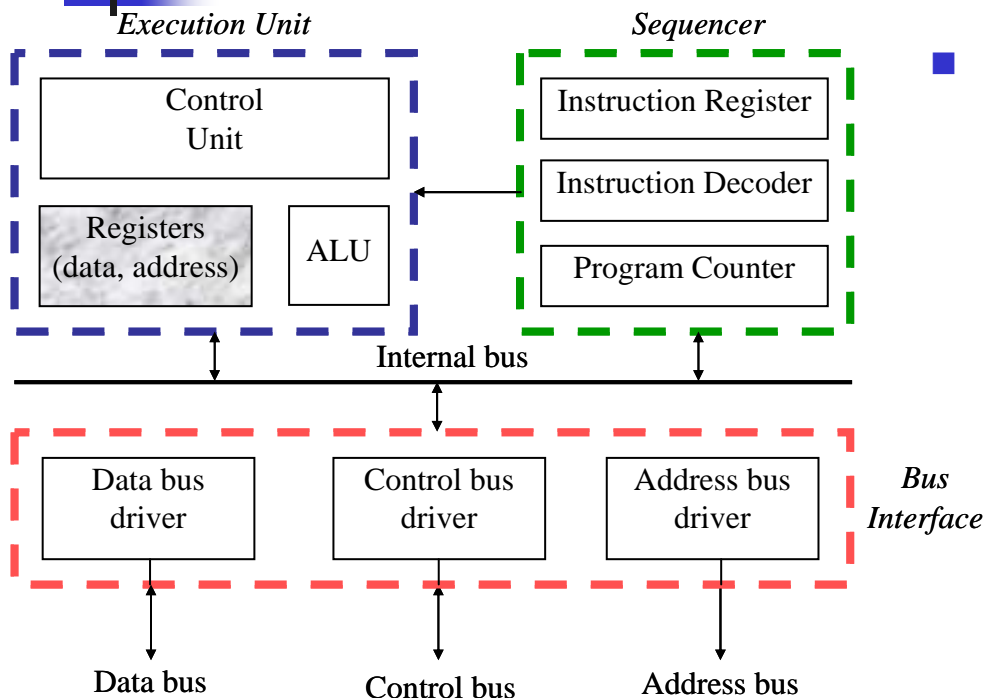 Execution Unit
Sequencer
Control
Unit
Instruction Register
Instruction Decoder
Registers
(data, address)
ALU
Program Counter
Internal bus
Data bus
driver
Control bus
driver
Address bus
driver
Bus
Interface
Data bus
Control bus
Address bus